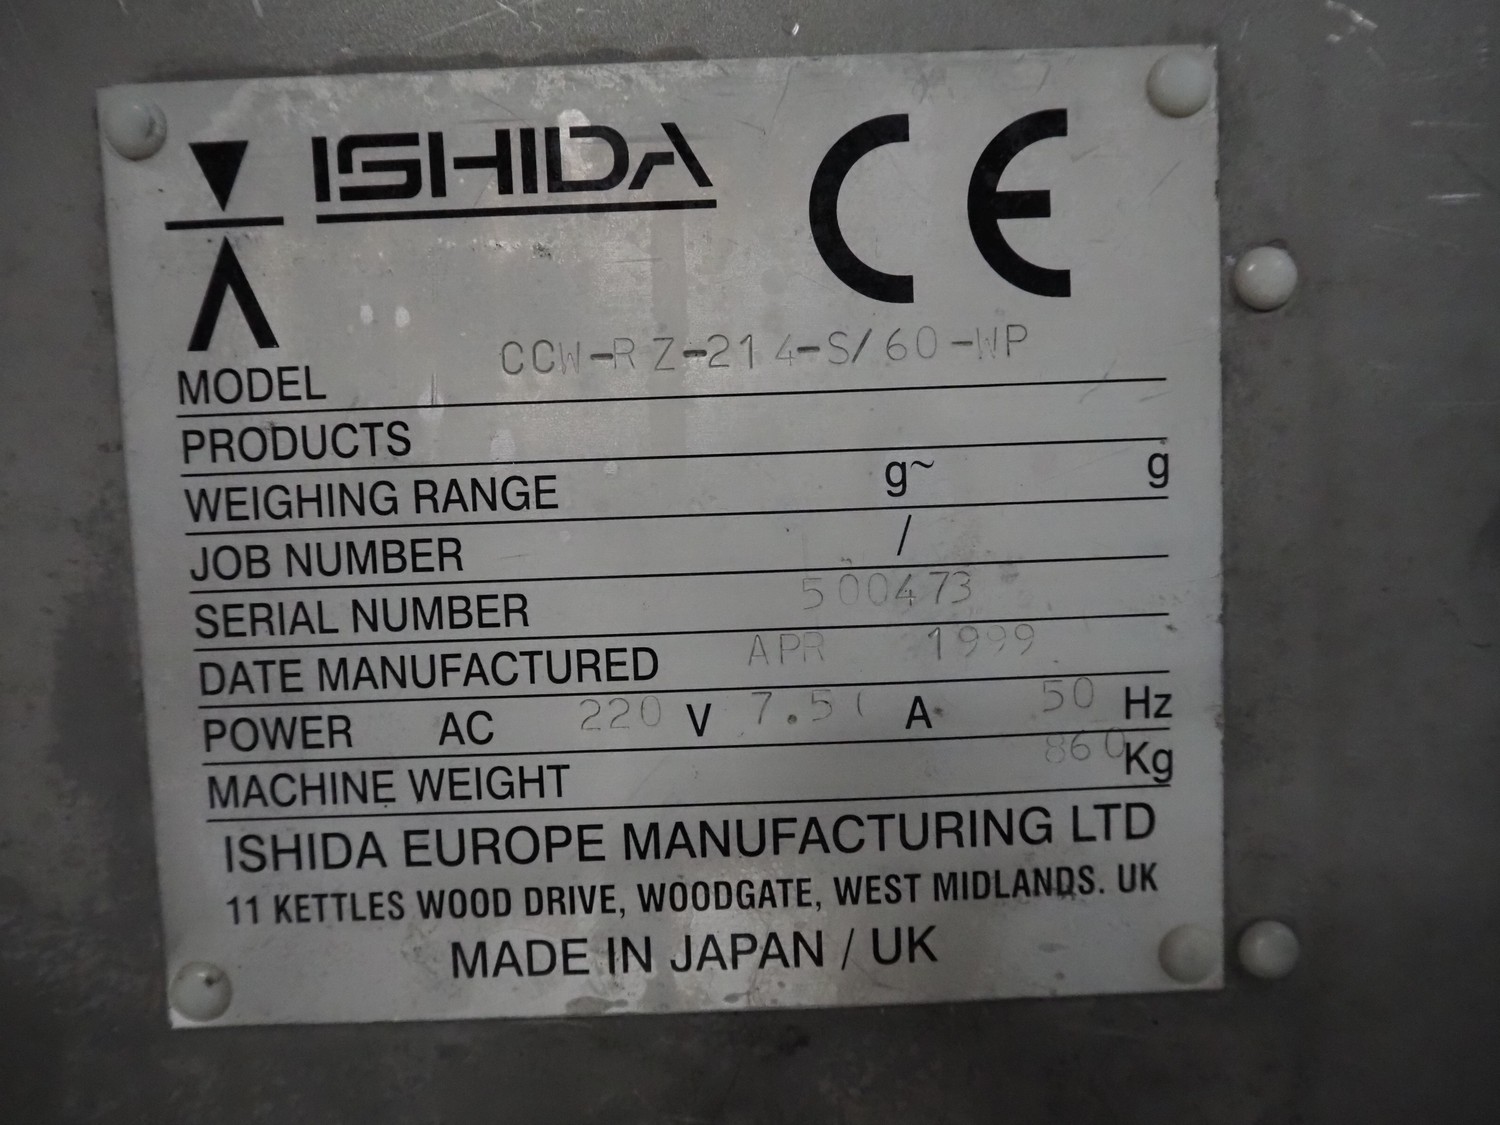 ISHIDA CE
MODEL CCW-RZ-214-S/60-WP
PRODUCTS
WEIGHING RANGE g~ g
JOB NUMBER /
SERIAL NUMBER 500473
DATE MANUFACTURED APR 1999
POWER AC 220 V A 50 Hz
MACHINE WEIGHT 860 Kg
ISHIDA EUROPE MANUFACTURING LTD
11 KETTLES WOOD DRIVE, WOODGATE, WEST MIDLANDS. UK
MADE IN JAPAN / UK